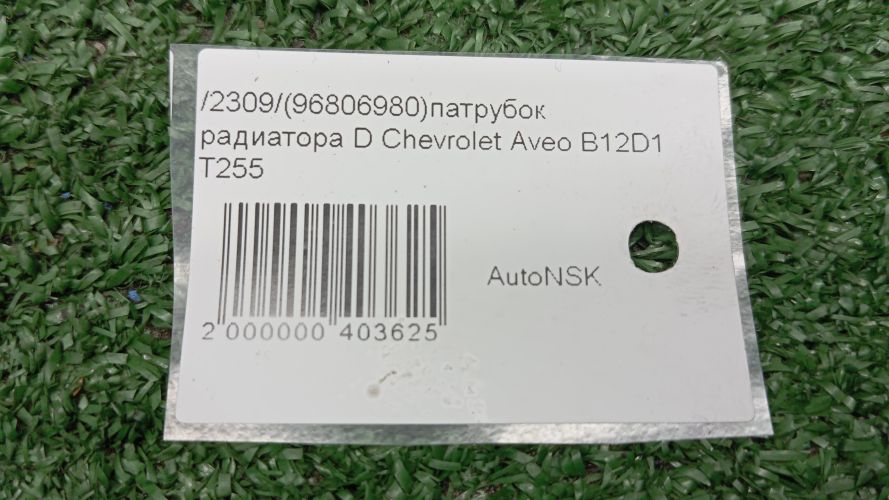 /2309/(96806980)патрубок
радиатора D Chevrolet Aveo B12D1
T255
AutoNSK
2 000000 403625